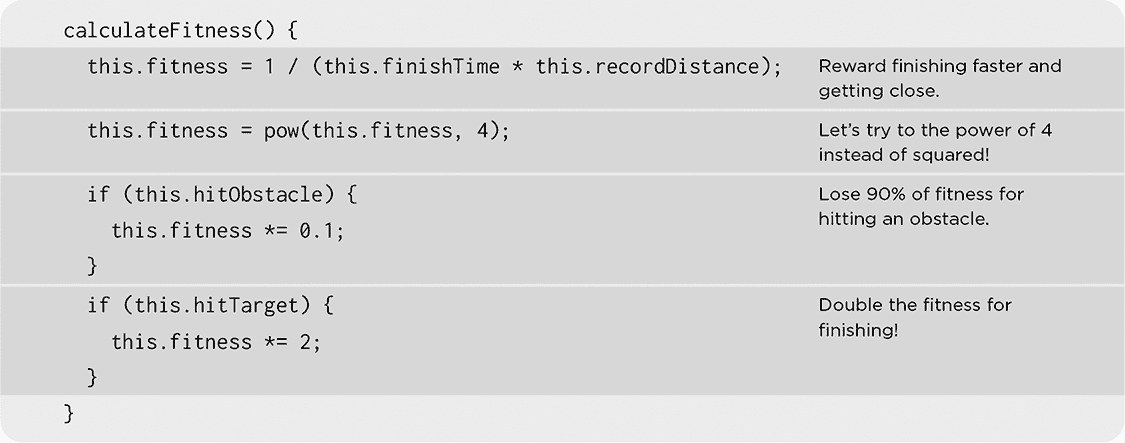 calculateFitness() {
this.fitness = 1 / (this.finishTime * this.recordDistance);
Reward finishing faster and
getting close.
this.fitness = pow(this.fitness, 4);
Let’s try to the power of 4
instead of squared!
if (this.hitObstacle) {
Lose 90% of fitness for
hitting an obstacle.
this.fitness *= 0.1;
}
if (this.hitTarget) {
Double the fitness for
finishing!
this.fitness *= 2;
}
}